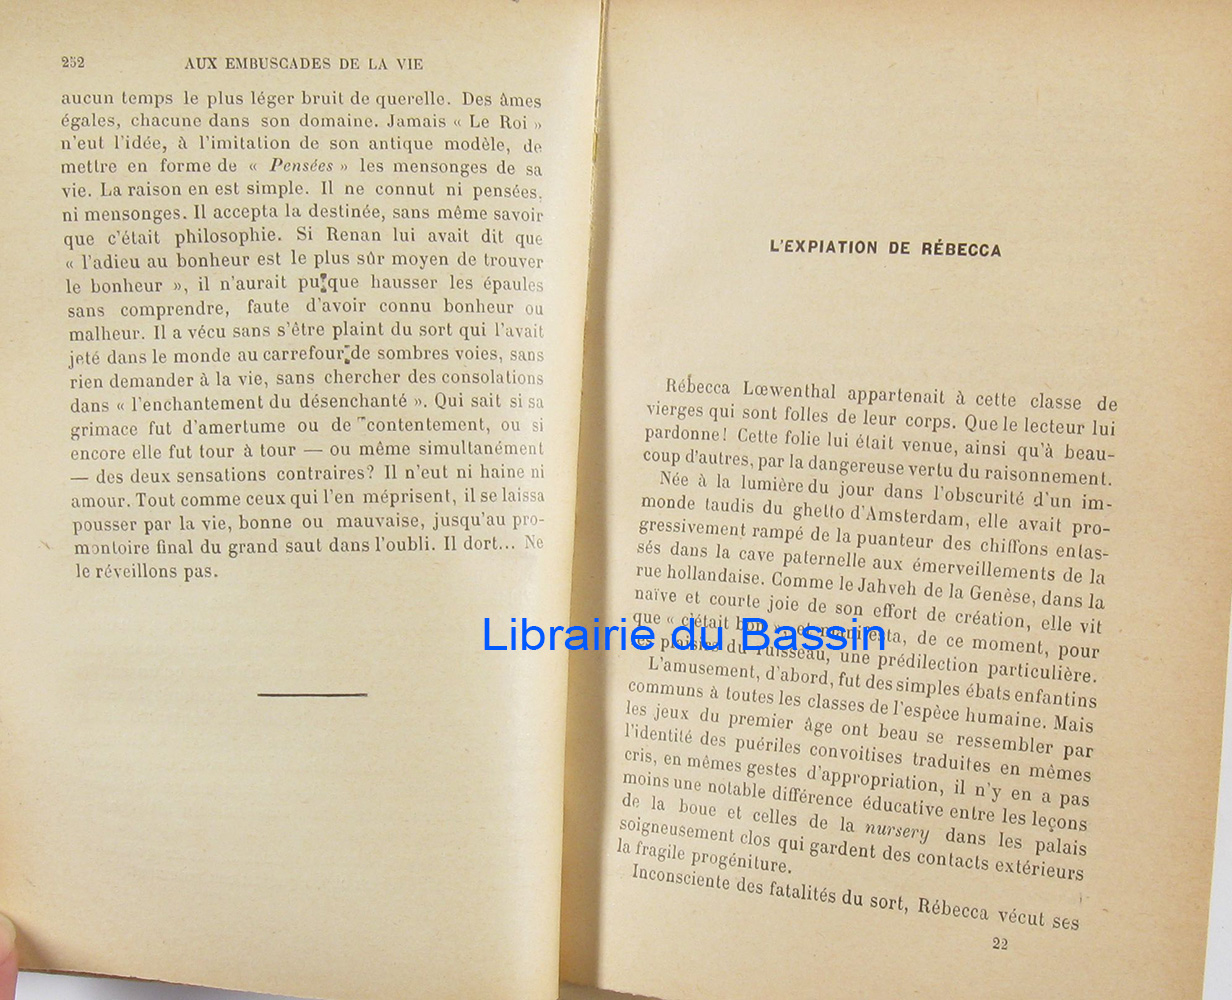 252
AUX EMBUSCADES DE LA VIE
aucun temps le plus léger bruit de querelle. Des âmes
égales, chacune dans son domaine. Jamais « Le Roi »
n'eut l'idée, à l'imitation de son antique modèle, de
mettre en forme de « Pensées » les mensonges de sa
vie. La raison en est simple. Il ne connut ni pensées,
ni mensonges. Il accepta la destinée, sans même savoir
que c'était philosophie. Si Renan lui avait dit que
« l'adieu au bonheur est le plus sûr moyen de trouver
le bonheur », il n'aurait pu que hausser les épaules
sans comprendre, faute d'avoir connu bonheur ou
malheur. Il a vécu sans s'être plaint du sort qui l'avait
jeté dans le monde au carrefour de sombres voies, sans
rien demander à la vie, sans chercher des consolations
dans « l'enchantement du désenchanté ». Qui sait si sa
grimace fut d'amertume ou de contentement, ou si
encore elle fut tour à tour — ou même simultanément
— des deux sensations contraires? Il n'eut ni haine ni
amour. Tout comme ceux qui l'en méprisent, il se laissa
pousser par la vie, bonne ou mauvaise, jusqu'au pro-
montoire final du grand saut dans l'oubli. Il dort... Ne
le réveillons pas.
L'EXPIATION DE RÉBECCA
Rébecca Lœwenthal appartenait à cette classe de
vierges qui sont folles de leur corps. Que le lecteur lui
pardonne! Cette folie lui était venue, ainsi qu'à beau-
coup d'autres, par la dangereuse vertu du raisonnement.
Née à la lumière du jour dans l'obscurité d'un im-
monde taudis du ghetto d'Amsterdam, elle avait pro-
gressivement rampé de la puanteur des chiffons entas-
sés dans la cave paternelle aux émerveillements de la
rue hollandaise. Comme le Jahveh de la Genèse, dans la
naïve et courte joie de son effort de création, elle vit
que « c'était bon », et manifesta, de ce moment, pour
les plaisirs du ruisseau, une prédilection particulière.
L'amusement, d'abord, fut des simples ébats enfantins
communs à toutes les classes de l'espèce humaine. Mais
les jeux du premier âge ont beau se ressembler par
l'identité des puériles convoitises traduites en mêmes
cris, en mêmes gestes d'appropriation, il n'y en a pas
moins une notable différence éducative entre les leçons
de la boue et celles de la nursery dans les palais
soigneusement clos qui gardent des contacts extérieurs
la fragile progéniture.
Inconsciente des fatalités du sort, Rébecca vécut ses
22
Librairie du Bassin